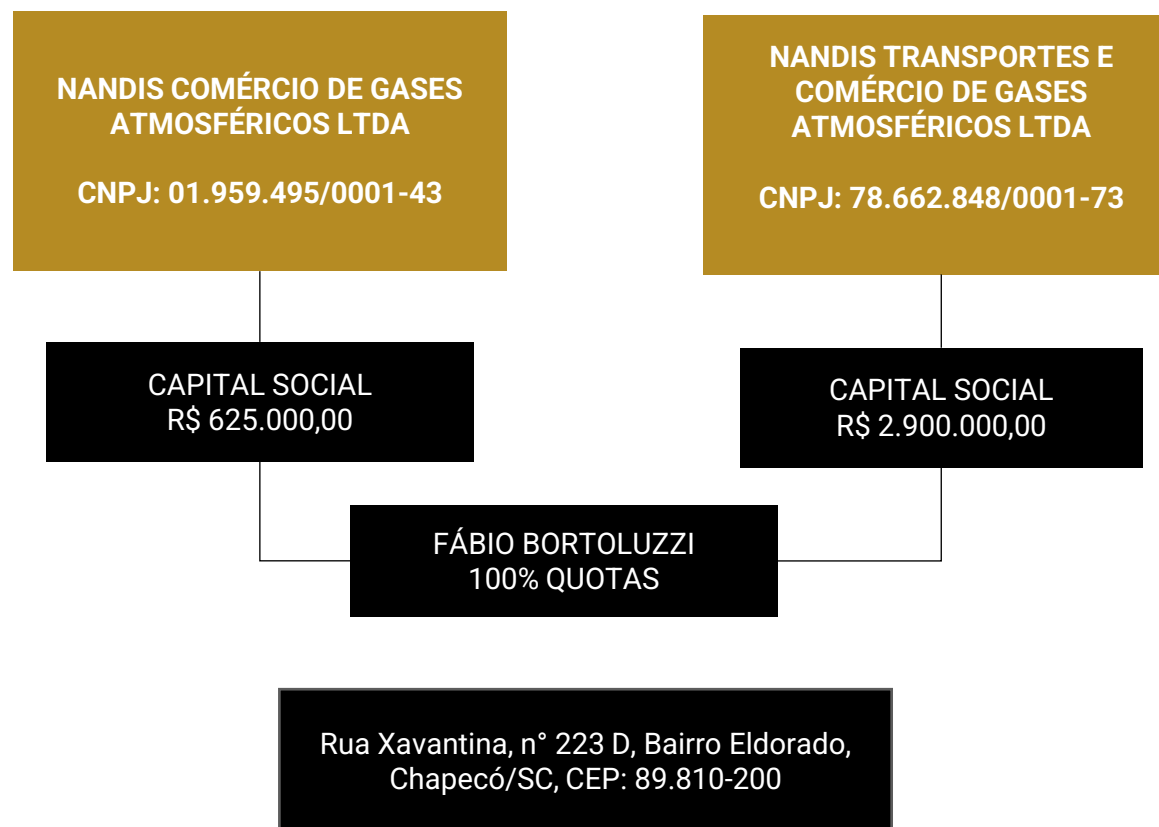 NANDIS COMÉRCIO DE GASES
ATMOSFÉRICOS LTDA
CNPJ: 01.959.495/0001-43
NANDIS TRANSPORTES E
COMÉRCIO DE GASES
ATMOSFÉRICOS LTDA
CNPJ: 78.662.848/0001-73
CAPITAL SOCIAL
R$ 625.000,00
CAPITAL SOCIAL
R$ 2.900.000,00
FÁBIO BORTOLUZZI
100% QUOTAS
Rua Xavantina, n° 223 D, Bairro Eldorado,
Chapecó/SC, CEP: 89.810-200